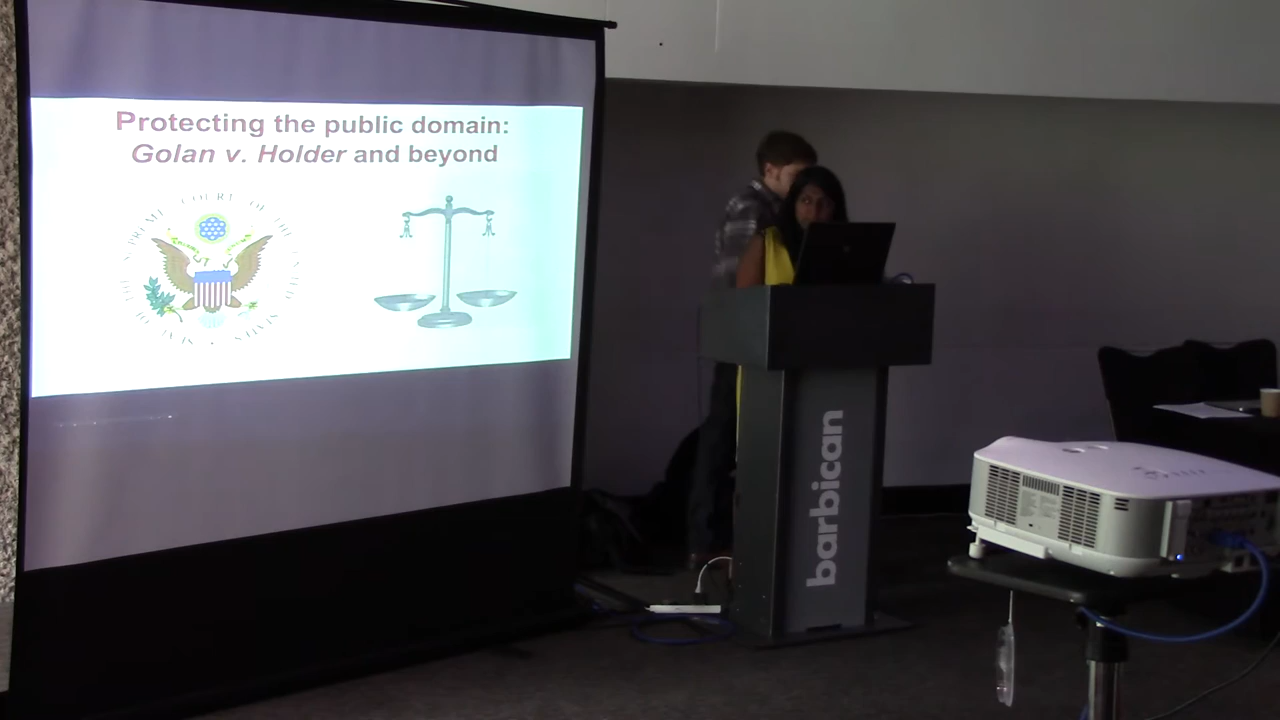 Protecting the public domain:
Golan v. Holder and beyond
barbican